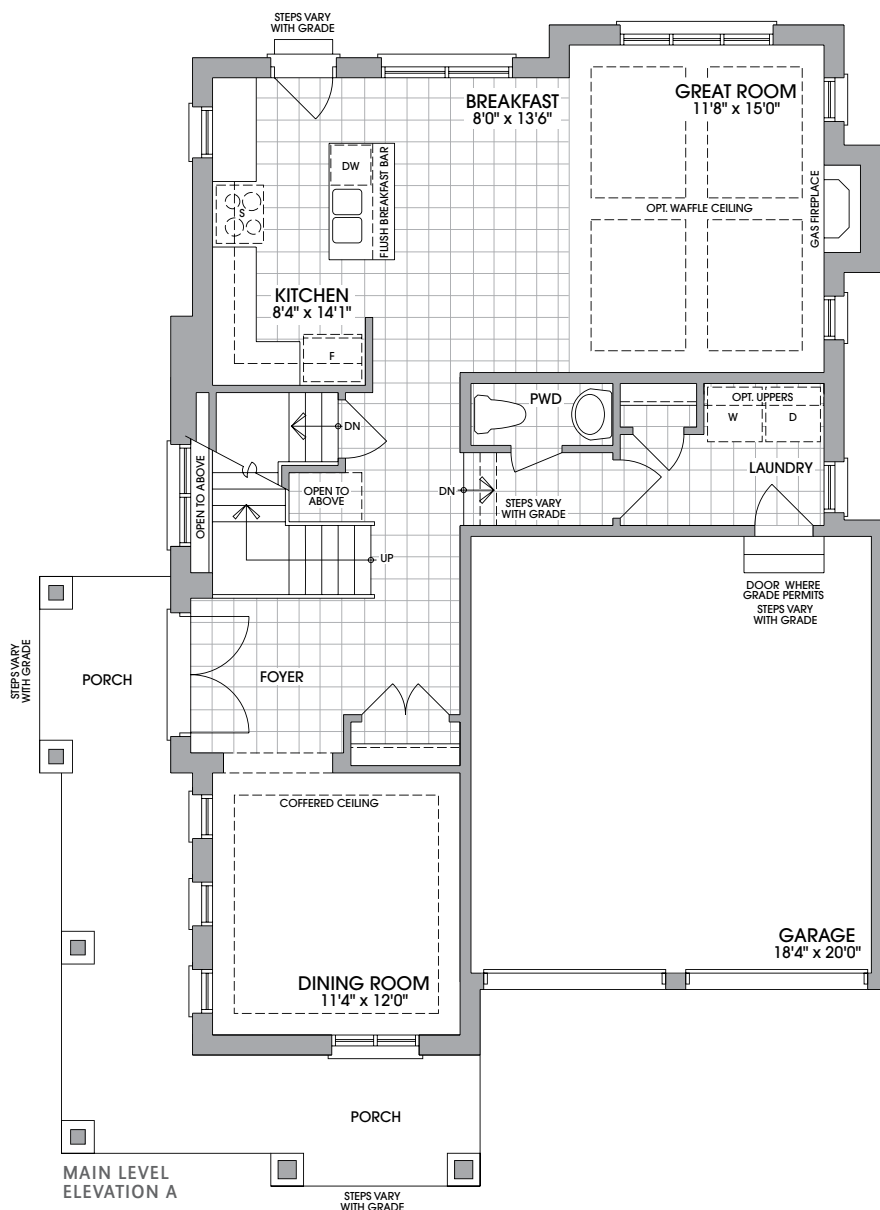 STEPS VARY
WITH GRADE
BREAKFAST
8'0" x 13'6"
GREAT ROOM
11'8" x 15'0"
DW
FLUSH BREAKFAST BAR
S
OPT. WAFFLE CEILING
GAS FIREPLACE
KITCHEN
8'4" x 14'1"
F
PWD
OPT. UPPERS
W
D
DN
LAUNDRY
OPEN TO ABOVE
OPEN TO
ABOVE
DN
STEPS VARY
WITH GRADE
UP
DOOR WHERE
GRADE PERMITS
STEPS VARY
WITH GRADE
STEPS VARY
WITH GRADE
PORCH
FOYER
COFFERED CEILING
GARAGE
18'4" x 20'0"
DINING ROOM
11'4" x 12'0"
PORCH
MAIN LEVEL
ELEVATION A
STEPS VARY
WITH GRADE